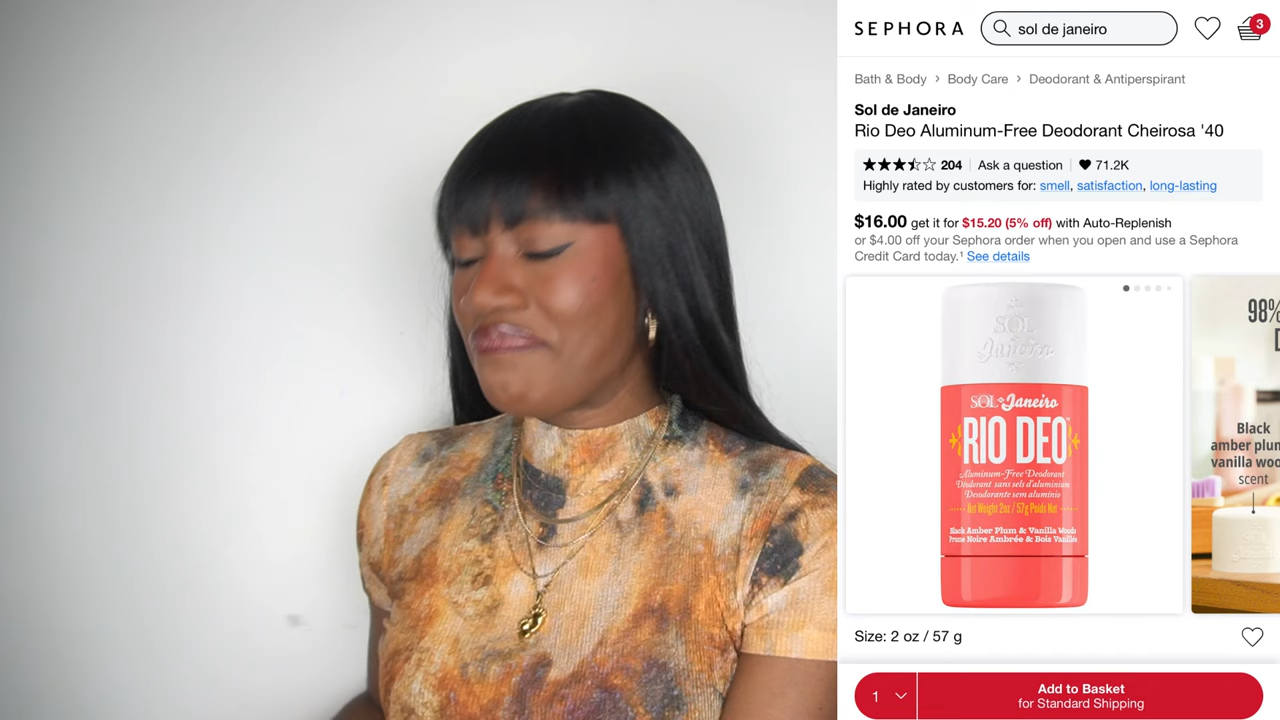 SEPHORA
sol de janeiro
3
Bath & Body > Body Care > Deodorant & Antiperspirant
Sol de Janeiro
Rio Deo Aluminum-Free Deodorant Cheirosa '40
204 Ask a question 71.2K
Highly rated by customers for: smell, satisfaction, long-lasting
$16.00 get it for $15.20 (5% off) with Auto-Replenish
or $4.00 off your Sephora order when you open and use a Sephora
Credit Card today.¹ See details
SOL
Janeiro
SOL de Janeiro
RIO DEO
Aluminum-Free Deodorant
Déodorant sans sels d'aluminium
Desodorante sem alumínio
Net Weight 2oz / 57g Poids Net
Black Amber Plum & Vanilla Woods
Prune Noire Ambrée & Bois Vanillés
98%
Black
amber plum
vanilla woo
scent
Size: 2 oz / 57 g
1
Add to Basket
for Standard Shipping